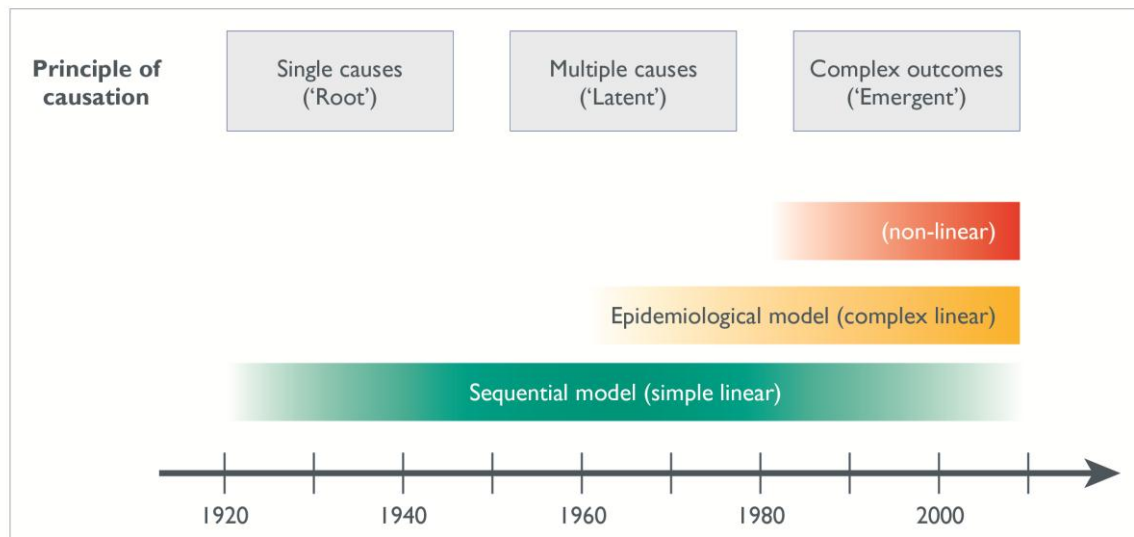 Principle of
causation
Single causes
(‘Root’)
Multiple causes
(‘Latent’)
Complex outcomes
(‘Emergent’)
(non-linear)
Epidemiological model (complex linear)
Sequential model (simple linear)
1920
1940
1960
1980
2000